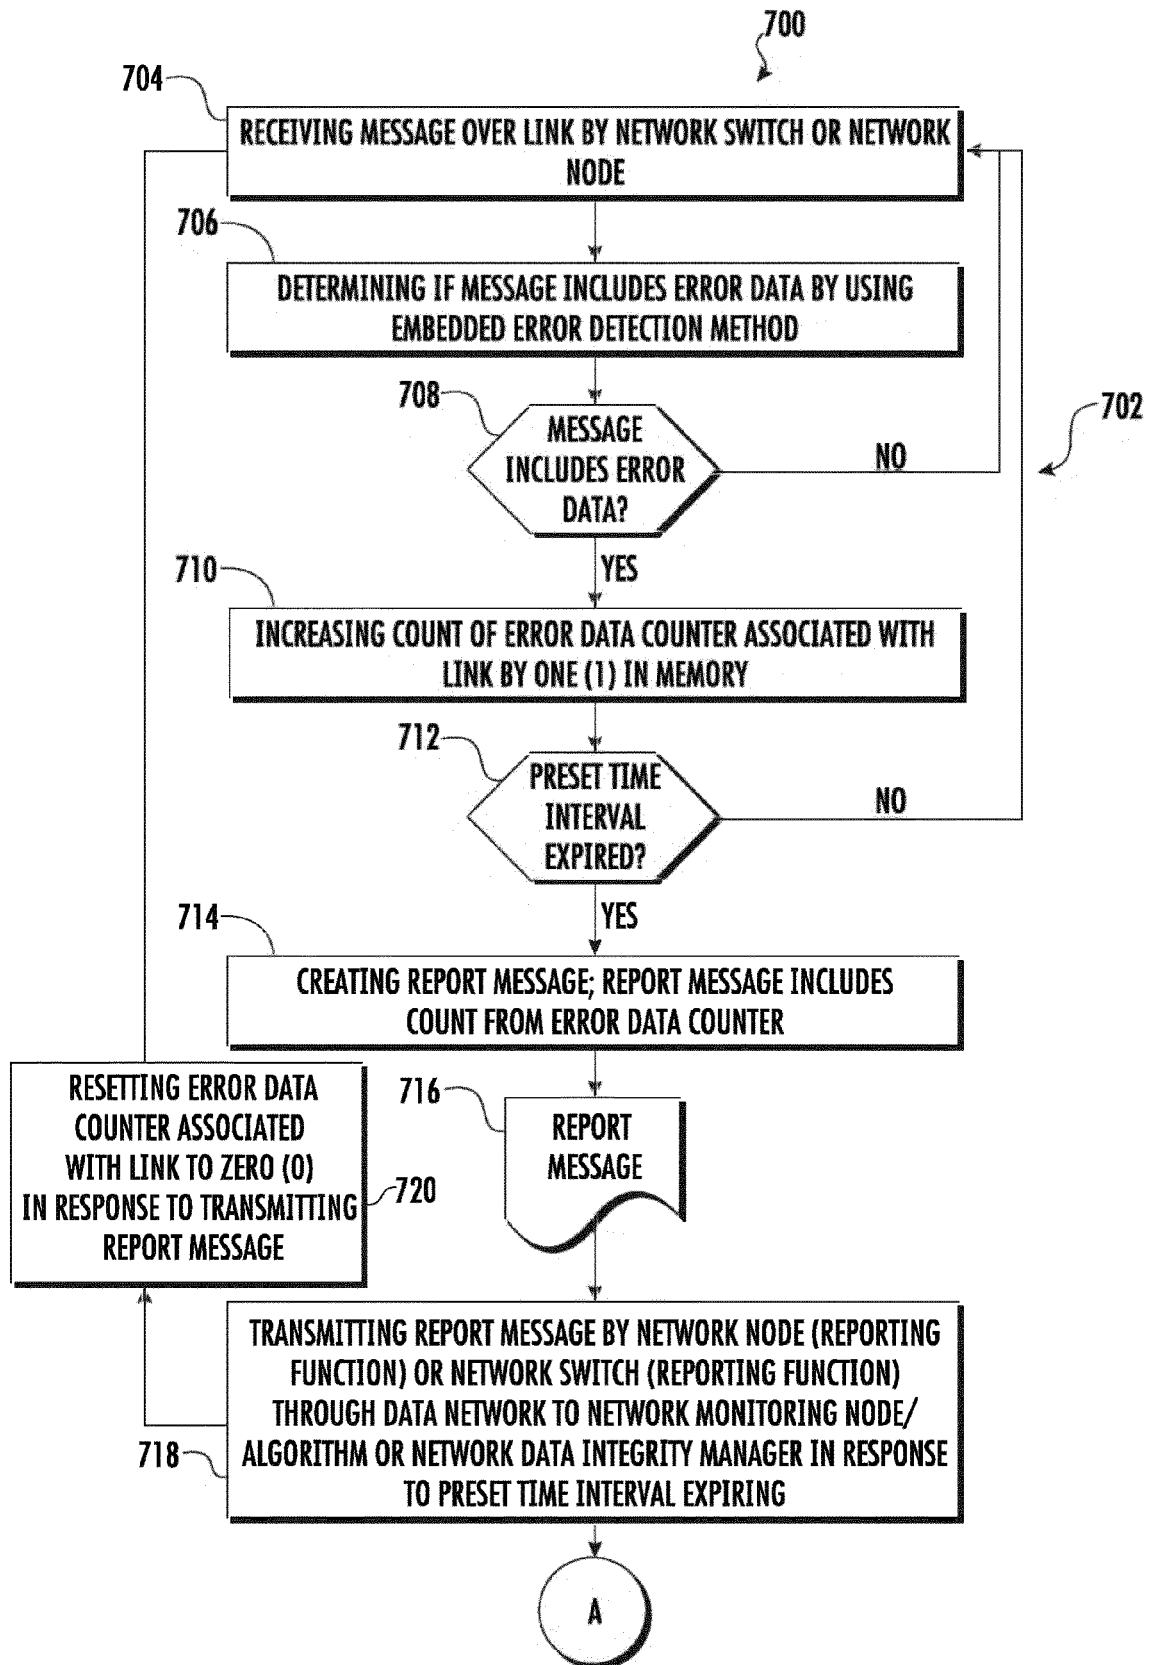 700
704
RECEIVING MESSAGE OVER LINK BY NETWORK SWITCH OR NETWORK
NODE
706
DETERMINING IF MESSAGE INCLUDES ERROR DATA BY USING
EMBEDDED ERROR DETECTION METHOD
708
MESSAGE
INCLUDES ERROR
DATA?
NO
702
YES
710
INCREASING COUNT OF ERROR DATA COUNTER ASSOCIATED WITH
LINK BY ONE (1) IN MEMORY
712
PRESET TIME
INTERVAL
EXPIRED?
NO
YES
714
CREATING REPORT MESSAGE; REPORT MESSAGE INCLUDES
COUNT FROM ERROR DATA COUNTER
716
REPORT
MESSAGE
RESETTING ERROR DATA
COUNTER ASSOCIATED
WITH LINK TO ZERO (0)
IN RESPONSE TO TRANSMITTING
REPORT MESSAGE
720
TRANSMITTING REPORT MESSAGE BY NETWORK NODE (REPORTING
FUNCTION) OR NETWORK SWITCH (REPORTING FUNCTION)
THROUGH DATA NETWORK TO NETWORK MONITORING NODE/
ALGORITHM OR NETWORK DATA INTEGRITY MANAGER IN RESPONSE
TO PRESET TIME INTERVAL EXPIRING
718
A